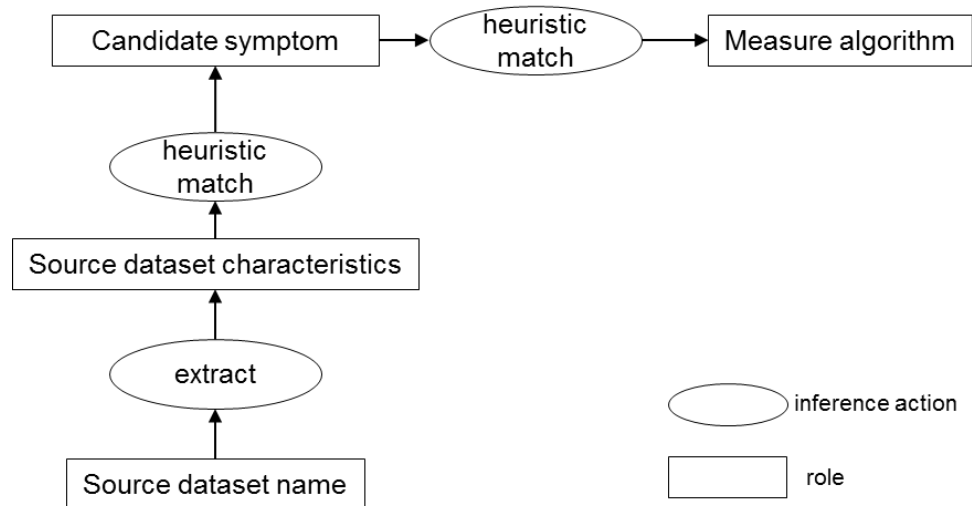 Candidate symptom
heuristic
match
Measure algorithm
heuristic
match
Source dataset characteristics
extract
inference action
Source dataset name
role